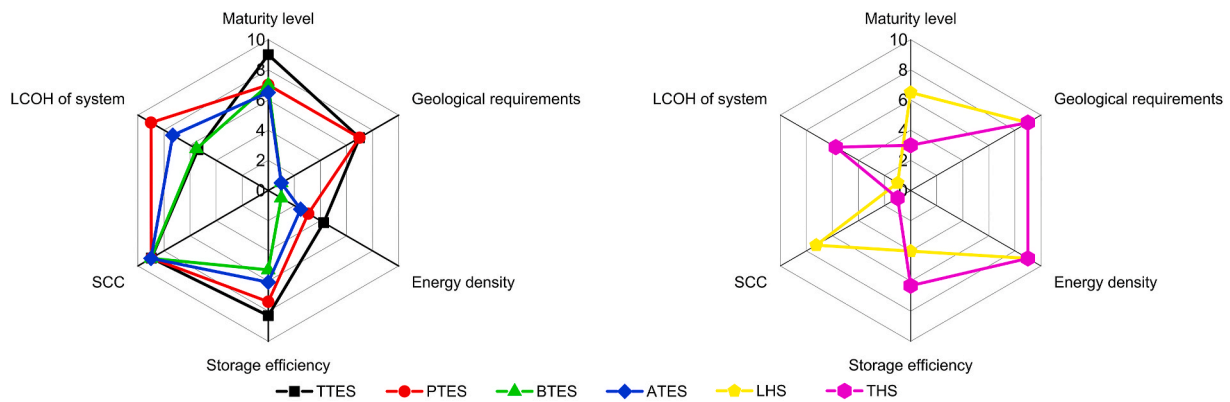 Maturity level
10
8
6
4
2
0
LCOH of system
Geological requirements
SCC
Energy density
Storage efficiency
Maturity level
10
8
6
4
2
0
LCOH of system
Geological requirements
SCC
Energy density
Storage efficiency
TTES PTES BTES ATES LHS THS